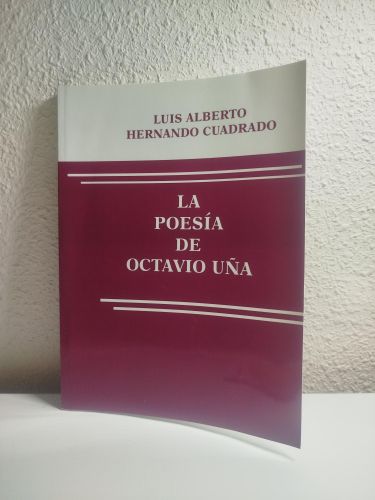 LUIS ALBERTO
HERNANDO CUADRADO
LA
POESÍA
DE
OCTAVIO UÑA